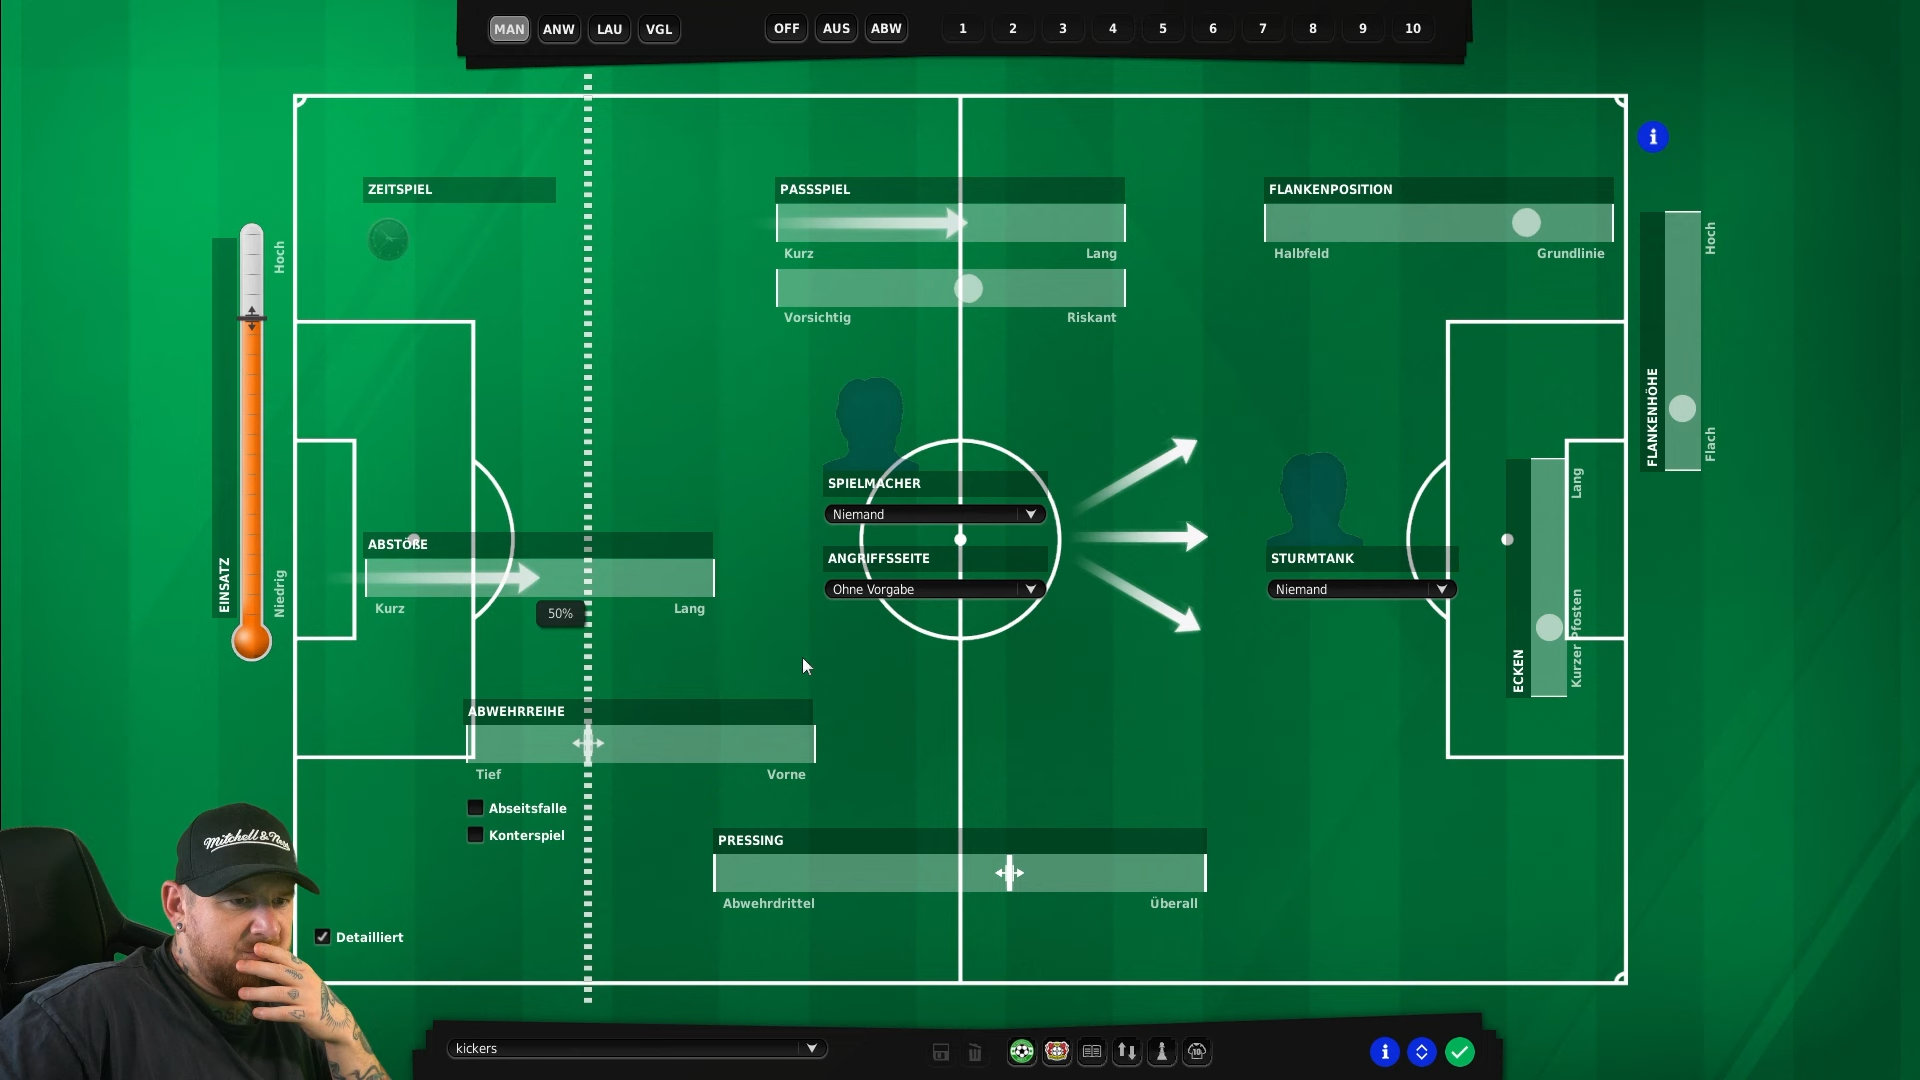 MAN ANW LAU VGL OFF AUS ABW 1 2 3 4 5 6 7 8 9 10
ZEITSPIEL
PASSSPIEL
Kurz Lang
Vorsichtig Riskant
FLANKENPOSITION
Halbfeld Grundlinie
Hoch
FLANKENHÖHE
Flach
Hoch
EINSATZ
Niedrig
SPIELMACHER
Niemand
ANGRIFFSSEITE
Ohne Vorgabe
STURMTANK
Niemand
Lang
ECKEN
Kurzer Pfosten
ABSTÖßE
Kurz Lang
50%
ABWEHRREIHE
Tief Vorne
Abseitsfalle
Konterspiel
PRESSING
Abwehrdrittel Überall
Mitchell & Ness
Detailliert
kickers
10